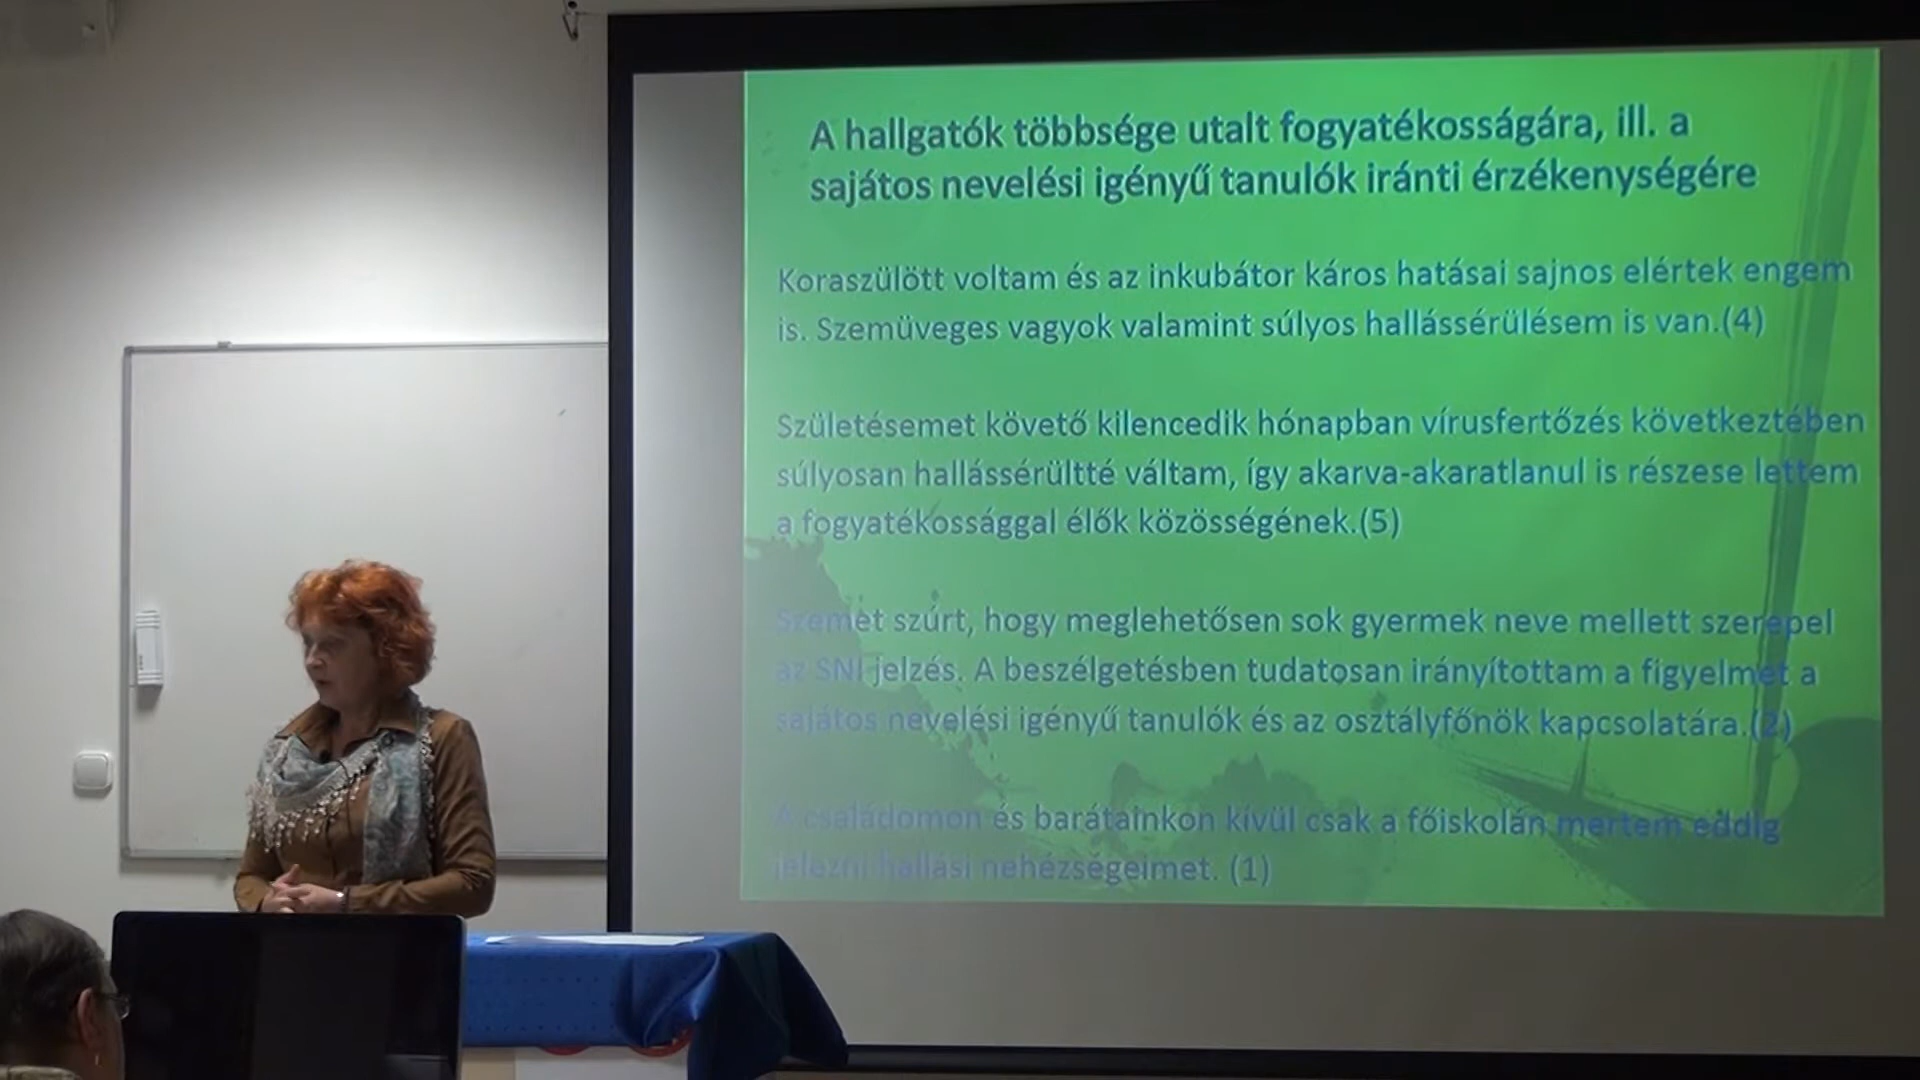 A hallgatók többsége utalt fogyatékosságára, ill. a
sajátos nevelési igényű tanulók iránti érzékenységére
Koraszülött voltam és az inkubátor káros hatásai sajnos elértek engem
is. Szemüveges vagyok valamint súlyos hallássérülésem is van.(4)
Születésemet követő kilencedik hónapban vírusfertőzés következtében
súlyosan hallássérültté váltam, így akarva-akaratlanul is részese lettem
a fogyatékossággal élők közösségének.(5)
Szemet szúrt, hogy meglehetősen sok gyermek neve mellett szerepel
az SNI jelzés. A beszélgetésben tudatosan irányítottam a figyelmet a
sajátos nevelési igényű tanulók és az osztályfőnök kapcsolatára.(2)
A családomon és barátainkon kívül csak a főiskolán mertem eddig
jelezni hallási nehézségeimet. (1)